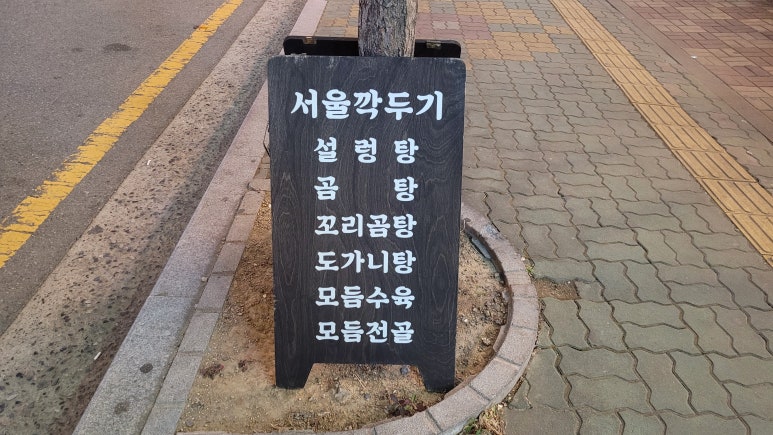 서울깍두기
설렁탕
곰탕
꼬리곰탕
도가니탕
모듬수육
모듬전골